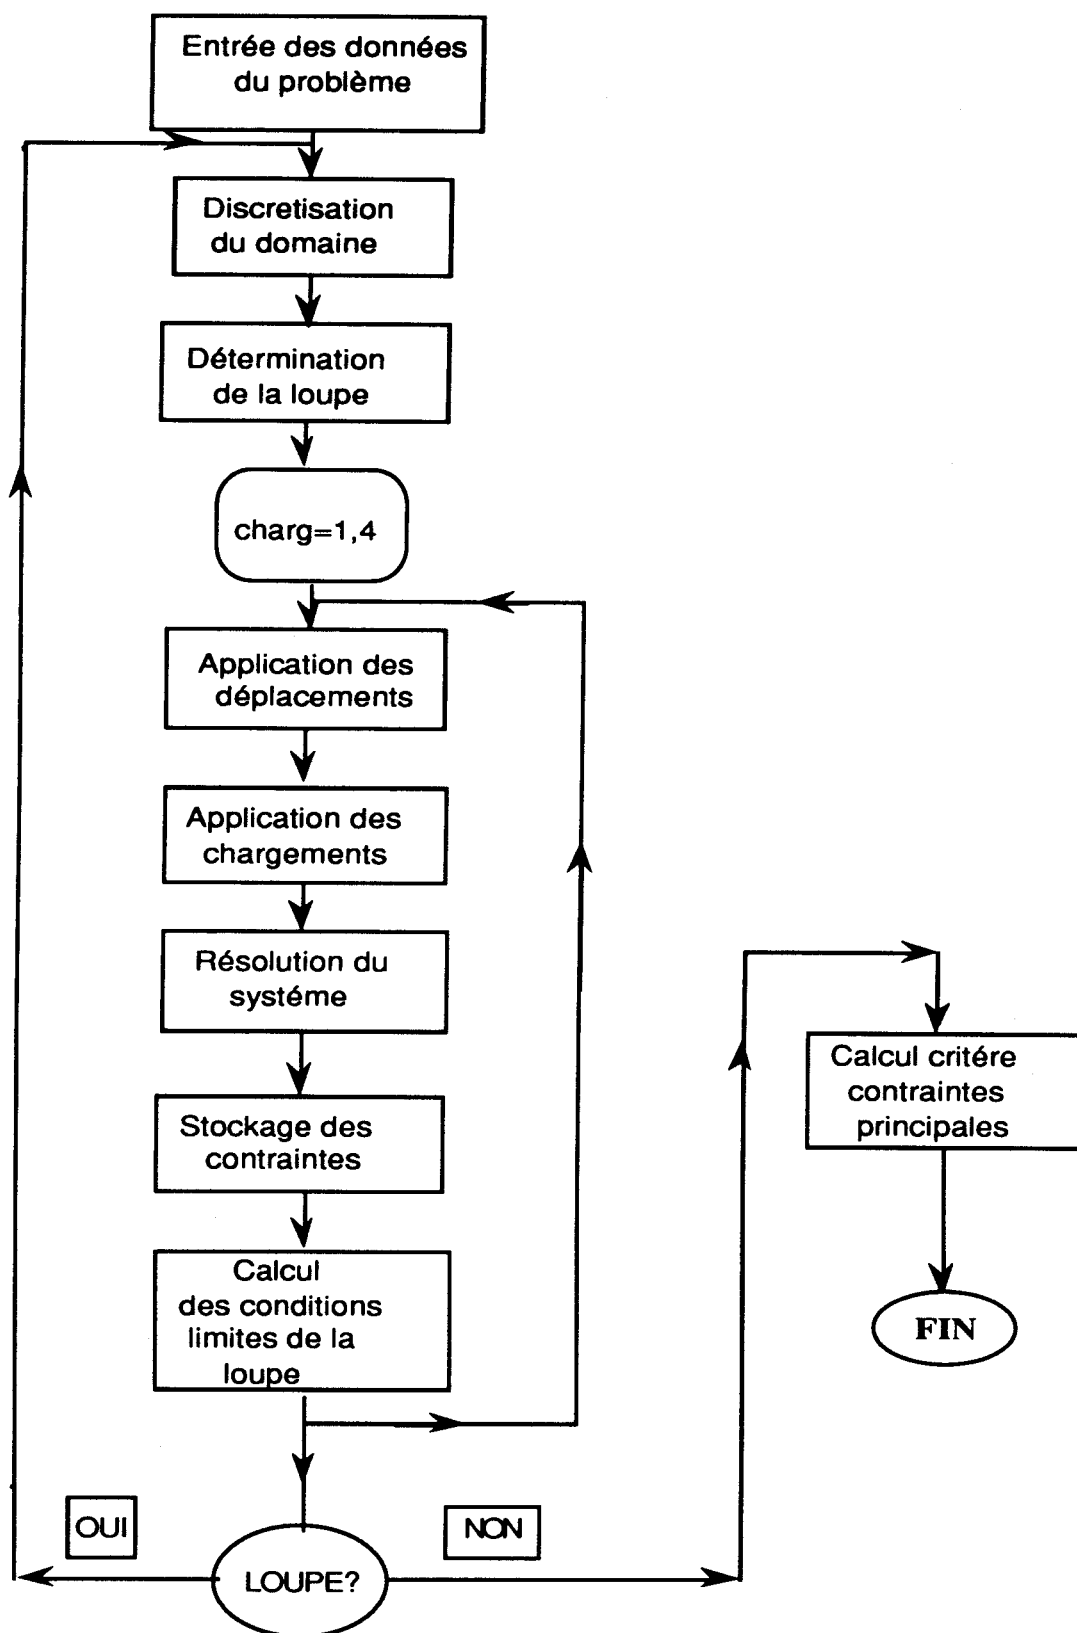 Entrée des données
du problème
Discretisation
du domaine
Détermination
de la loupe
charg=1,4
Application des
déplacements
Application des
chargements
Résolution du
systéme
Stockage des
contraintes
Calcul
des conditions
limites de la
loupe
OUI
LOUPE?
NON
Calcul critére
contraintes
principales
FIN